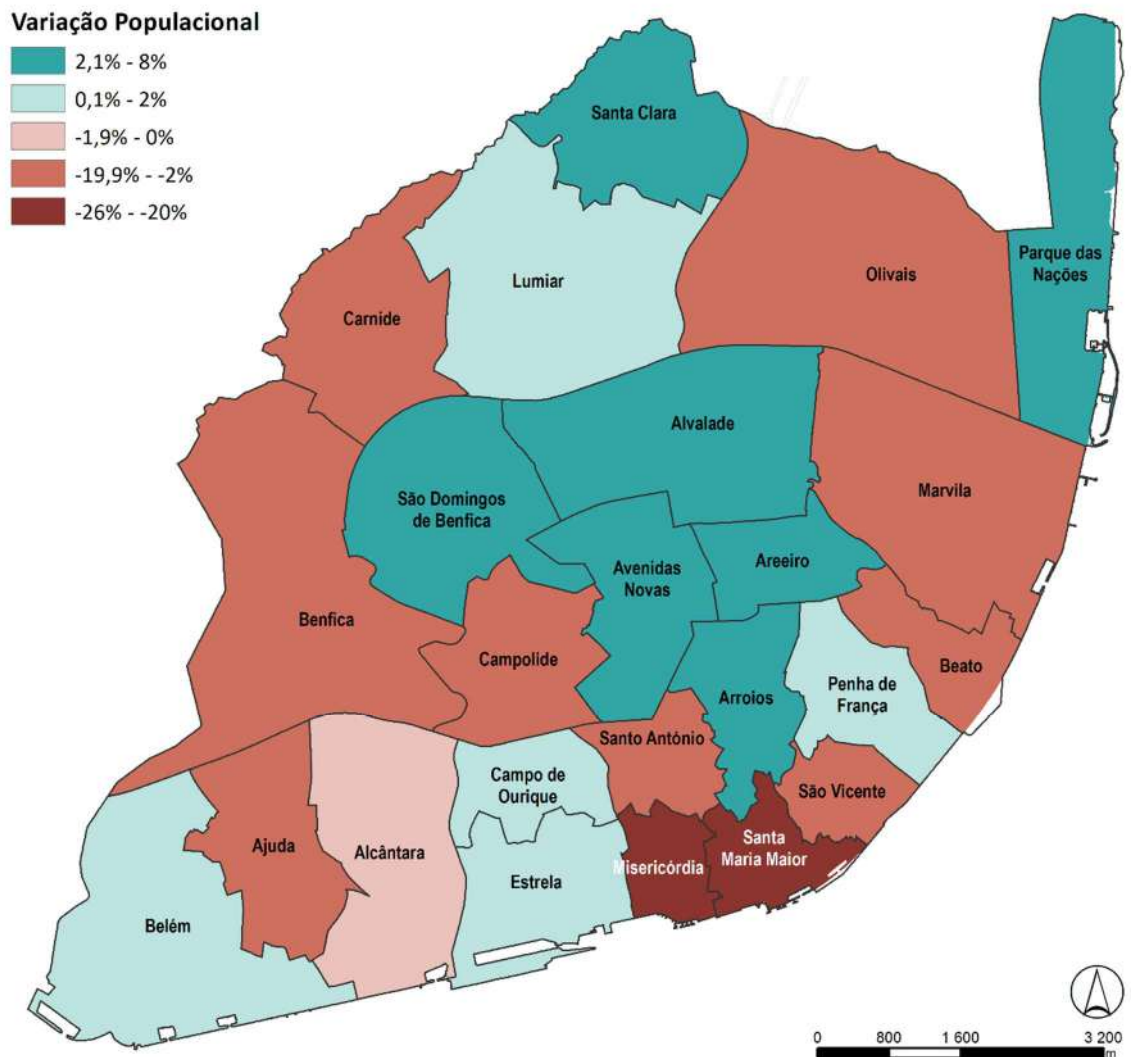 Variação Populacional
2,1% - 8%
0,1% - 2%
-1,9% - 0%
-19,9% - -2%
-26% - -20%
Santa Clara
Parque das
Nações
Olivais
Lumiar
Carnide
Alvalade
São Domingos
de Benfica
Marvila
Areeiro
Avenidas
Novas
Benfica
Campolide
Beato
Penha de
França
Arroios
Santo António
Campo de
Ourique
São Vicente
Santa
Maria Maior
Misericórdia
Ajuda
Alcântara
Estrela
Belém
0 800 1 600 3 200
m